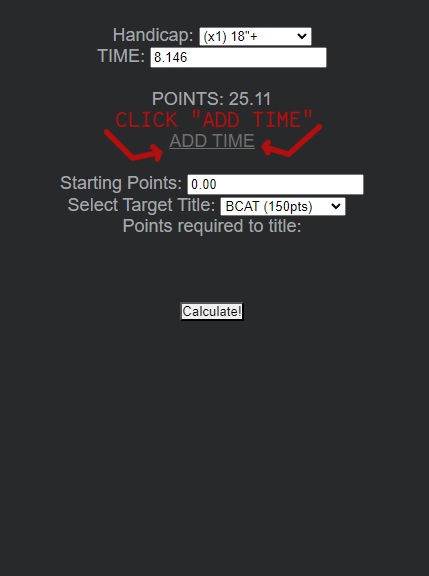 Handicap: (x1) 18"+
TIME: 8.146
POINTS: 25.11
CLICK "ADD TIME"
ADD TIME
Starting Points: 0.00
Select Target Title: BCAT (150pts)
Points required to title:
Calculate!